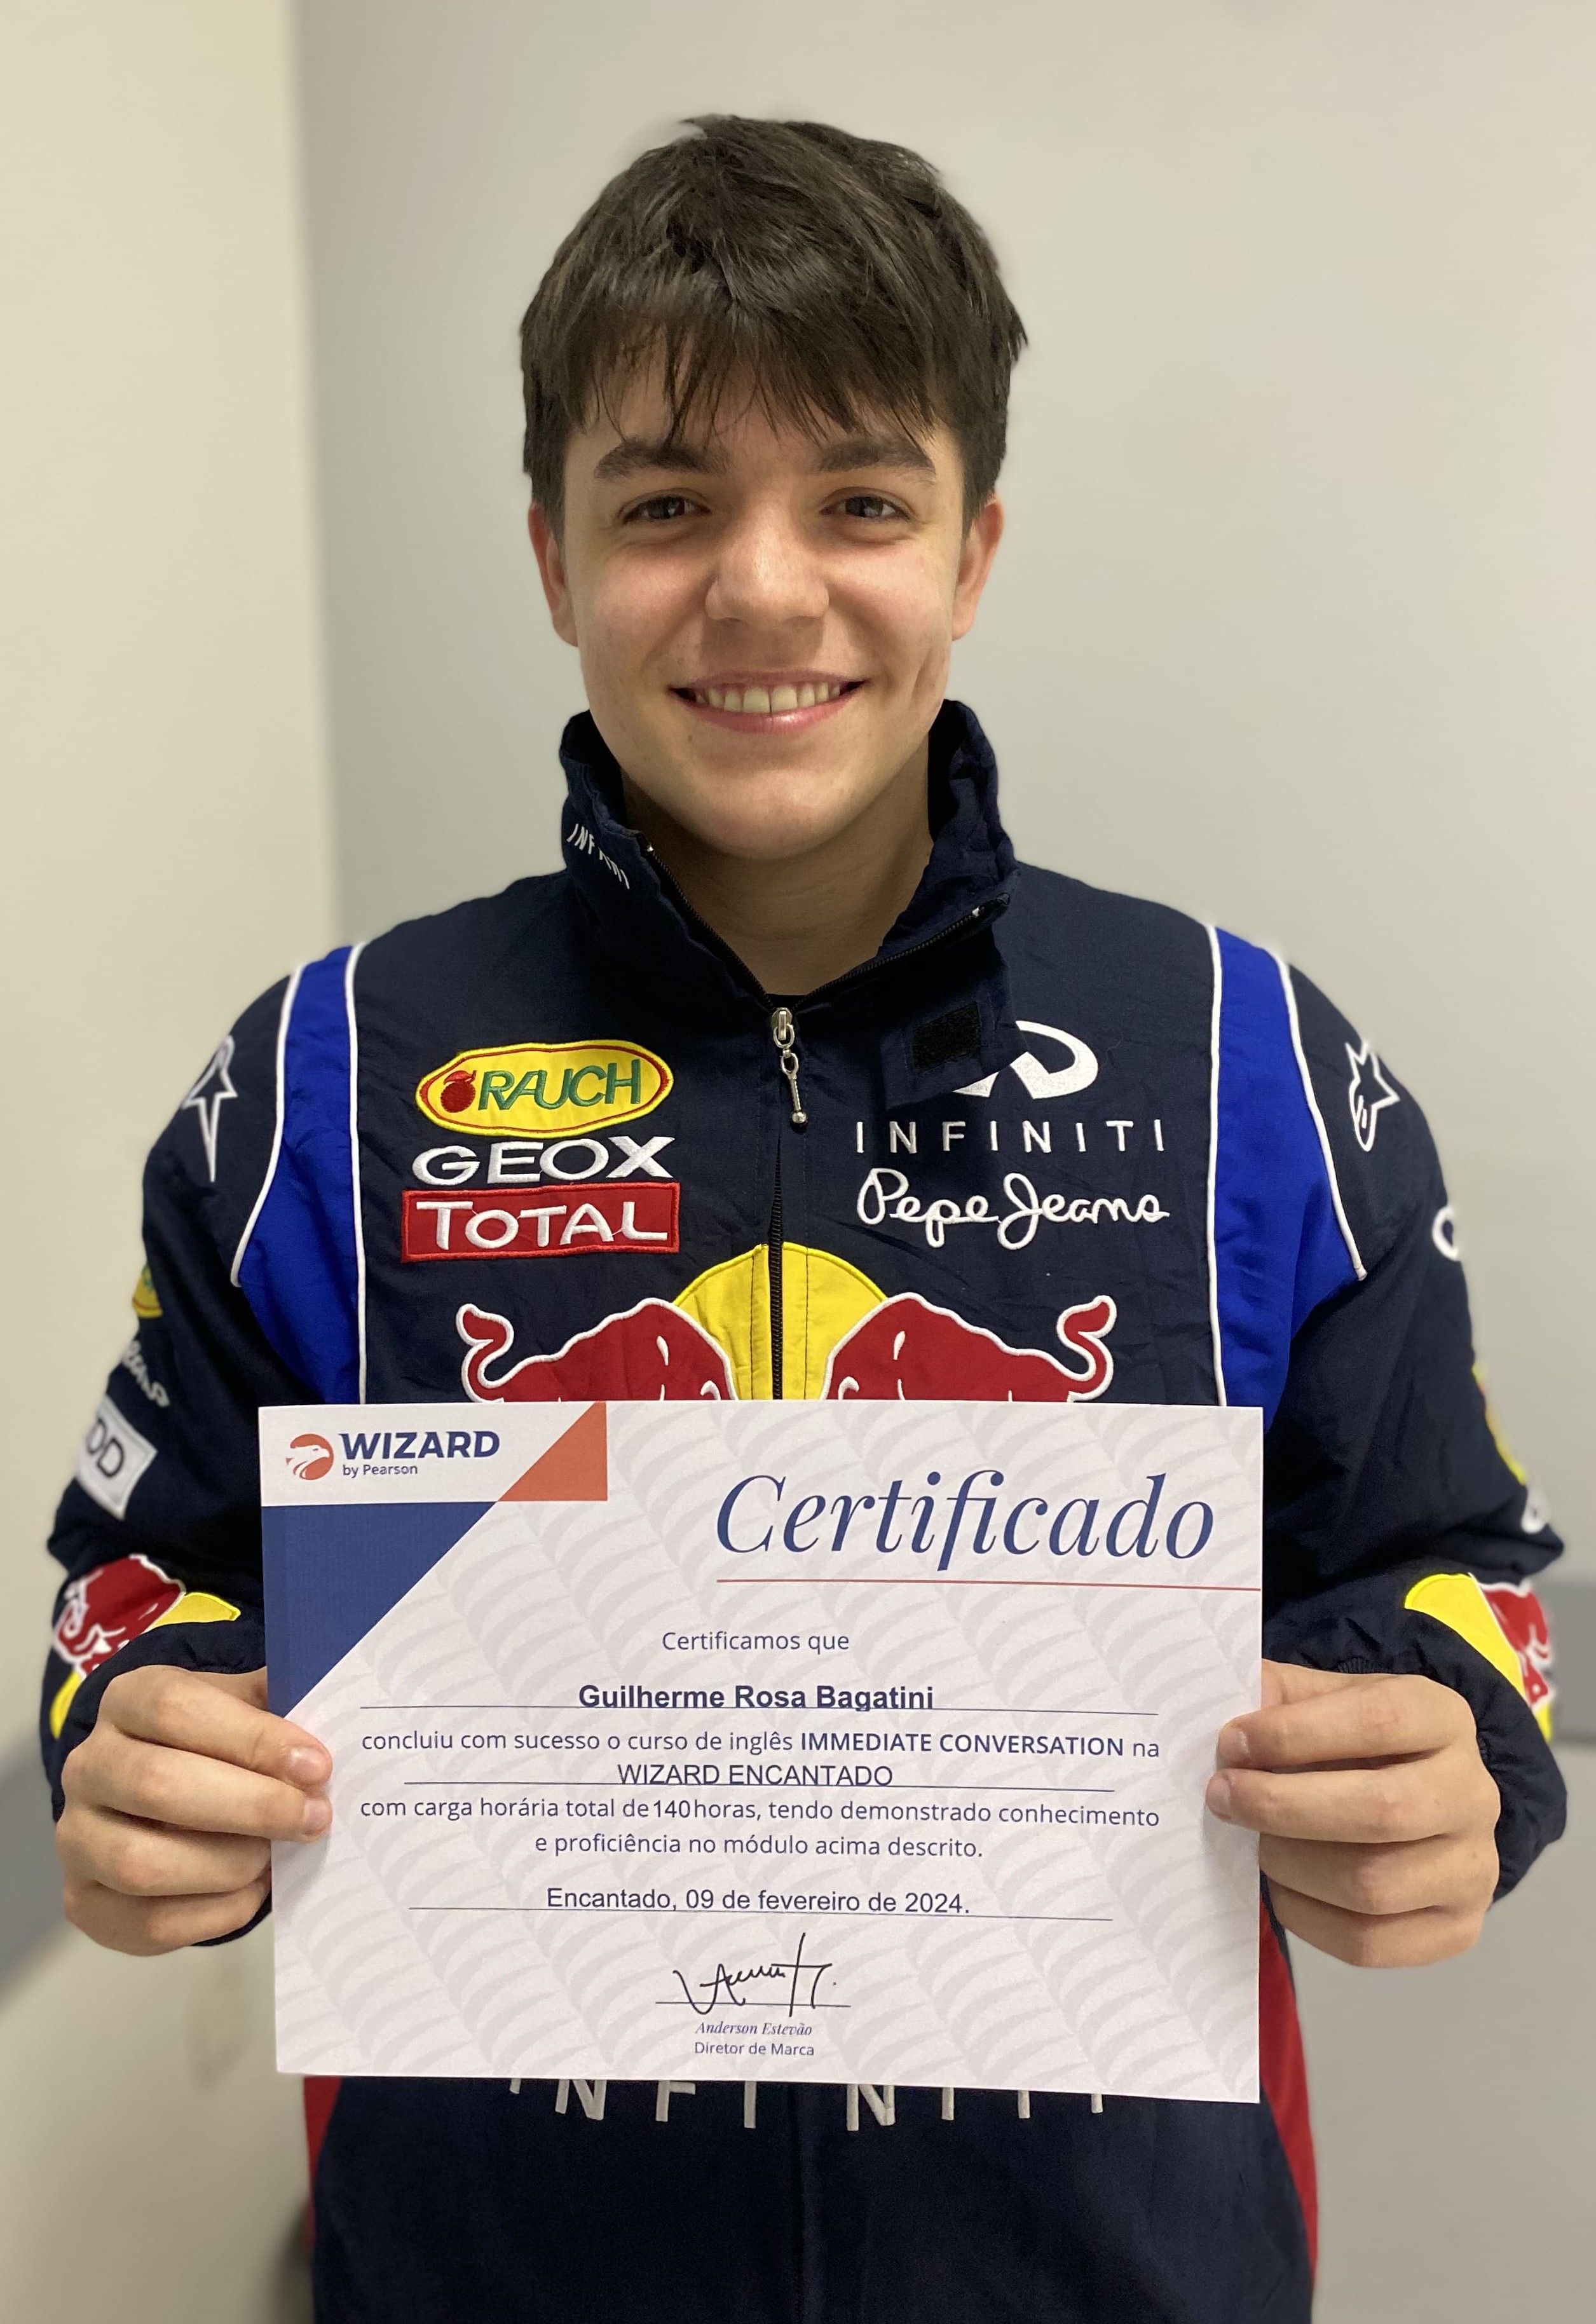 INFINITI
RAUCH
GEOX
TOTAL
INFINITI
Pepe Jeans
WIZARD
by Pearson
Certificado
Certificamos que
Guilherme Rosa Bagatini
concluiu com sucesso o curso de inglês IMMEDIATE CONVERSATION na
WIZARD ENCANTADO
com carga horária total de 140 horas, tendo demonstrado conhecimento
e proficiência no módulo acima descrito.
Encantado, 09 de fevereiro de 2024.
Anderson Estevão
Diretor de Marca
INFINITI